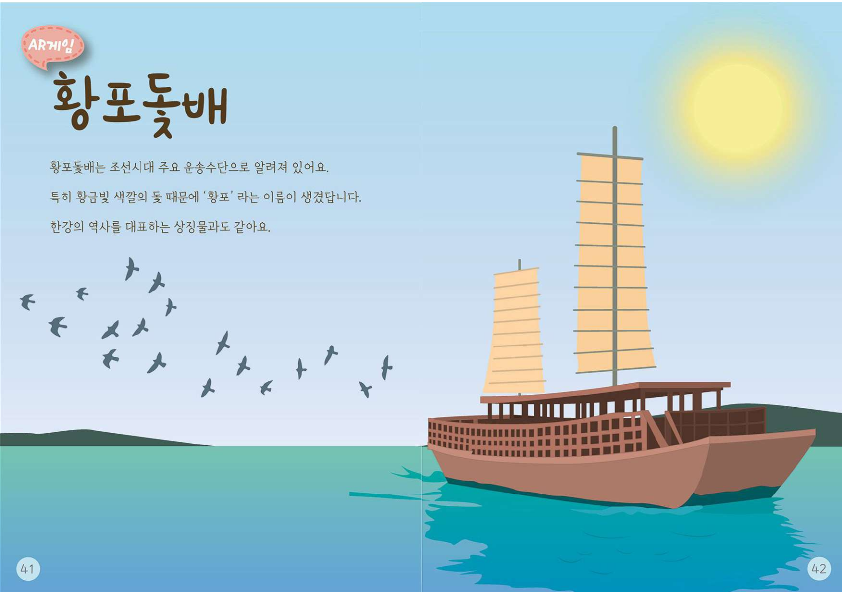 AR게임
황포돛배
황포돛배는 조선시대 주요 운송수단으로 알려져 있어요.
특히 황금빛 색깔의 돛 때문에 '황포' 라는 이름이 생겼답니다.
한강의 역사를 대표하는 상징물과도 같아요.
41
42